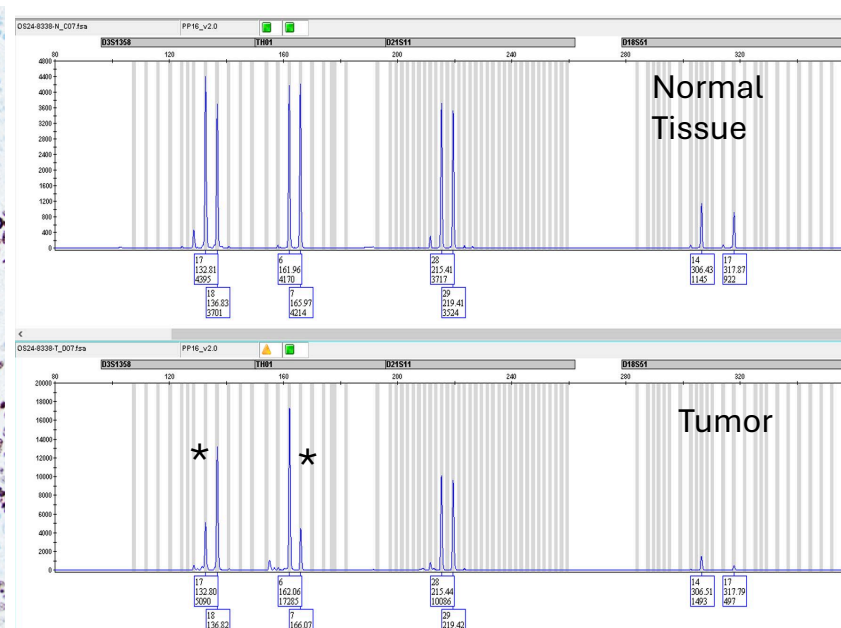 OS24-8338-N_C07.fsa PP16_v2.0
D3S1358 TH01 D21S11 D18S51
80 120 160 200 240 280 320
4800
4400
4000
3600
3200
2800
2400
2000
1600
1200
800
400
0
Normal
Tissue
17 6 28 14 17
132.81 161.96 215.41 306.43 317.87
4395 4170 3717 1145 922
18 7 29
136.83 165.97 219.41
3701 4214 3524
<
OS24-8338-T_D07.fsa PP16_v2.0
D3S1358 TH01 D21S11 D18S51
80 120 160 200 240 280 320
20000
18000
16000
14000
12000
10000
8000
6000
4000
2000
0
* *
Tumor
17 6 28 14 17
132.80 162.06 215.44 306.51 317.79
5090 17285 10086 1493 497
18 7 29
136.82 166.07 219.42